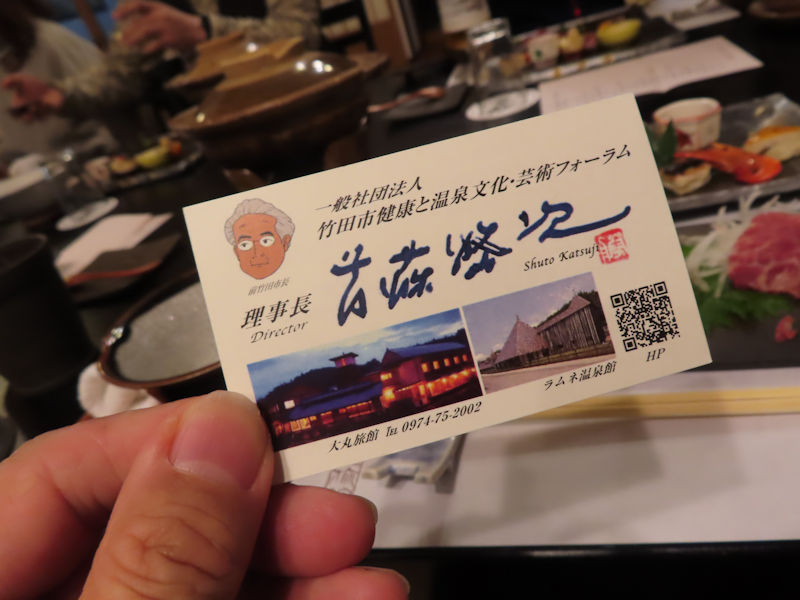 一般社団法人
竹田市健康と温泉文化・芸術フォーラム
前竹田市長
理事長
Director
首藤勝次
Shuto Katsuji
大丸旅館 ℡ 0974-75-2002
ラムネ温泉館
HP